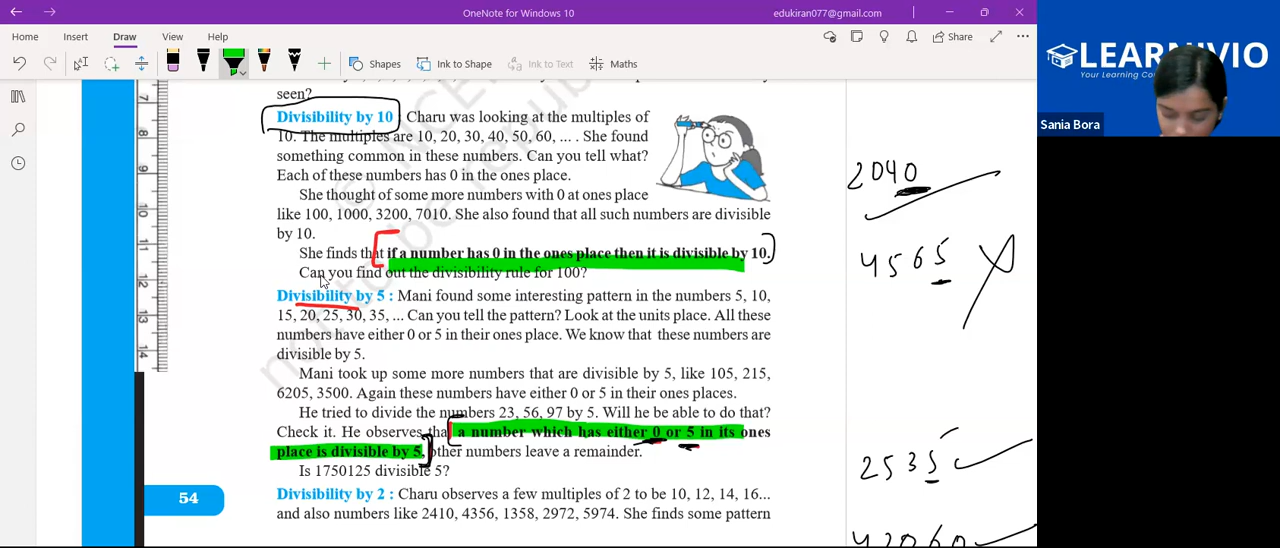 OneNote for Windows 10
edukiran077@gmail.com
Home Insert Draw View Help
Share
Shapes
Ink to Shape
Ink to Text
Maths
LEARNIVIO
Your Learning Co
Sania Bora
seen?
Divisibility by 10 : Charu was looking at the multiples of
10. The multiples are 10, 20, 30, 40, 50, 60, ... . She found
something common in these numbers. Can you tell what?
Each of these numbers has 0 in the ones place.
She thought of some more numbers with 0 at ones place
like 100, 1000, 3200, 7010. She also found that all such numbers are divisible
by 10.
She finds that if a number has 0 in the ones place then it is divisible by 10.
Can you find out the divisibility rule for 100?
Divisibility by 5 : Mani found some interesting pattern in the numbers 5, 10,
15, 20, 25, 30, 35, ... Can you tell the pattern? Look at the units place. All these
numbers have either 0 or 5 in their ones place. We know that these numbers are
divisible by 5.
Mani took up some more numbers that are divisible by 5, like 105, 215,
6205, 3500. Again these numbers have either 0 or 5 in their ones places.
He tried to divide the numbers 23, 56, 97 by 5. Will he be able to do that?
Check it. He observes that a number which has either 0 or 5 in its ones
place is divisible by 5, other numbers leave a remainder.
Is 1750125 divisible 5?
Divisibility by 2 : Charu observes a few multiples of 2 to be 10, 12, 14, 16...
and also numbers like 2410, 4356, 1358, 2972, 5974. She finds some pattern
54
7
8
9
10
11
12
13
14
2040
4565
2535
42060